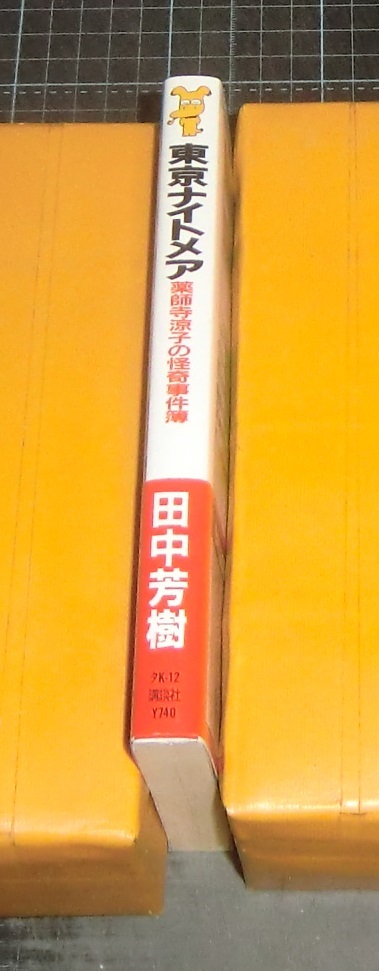 東京ナイトメア
薬師寺涼子の怪奇事件簿
田中芳樹
タK-12
講談社
Y740